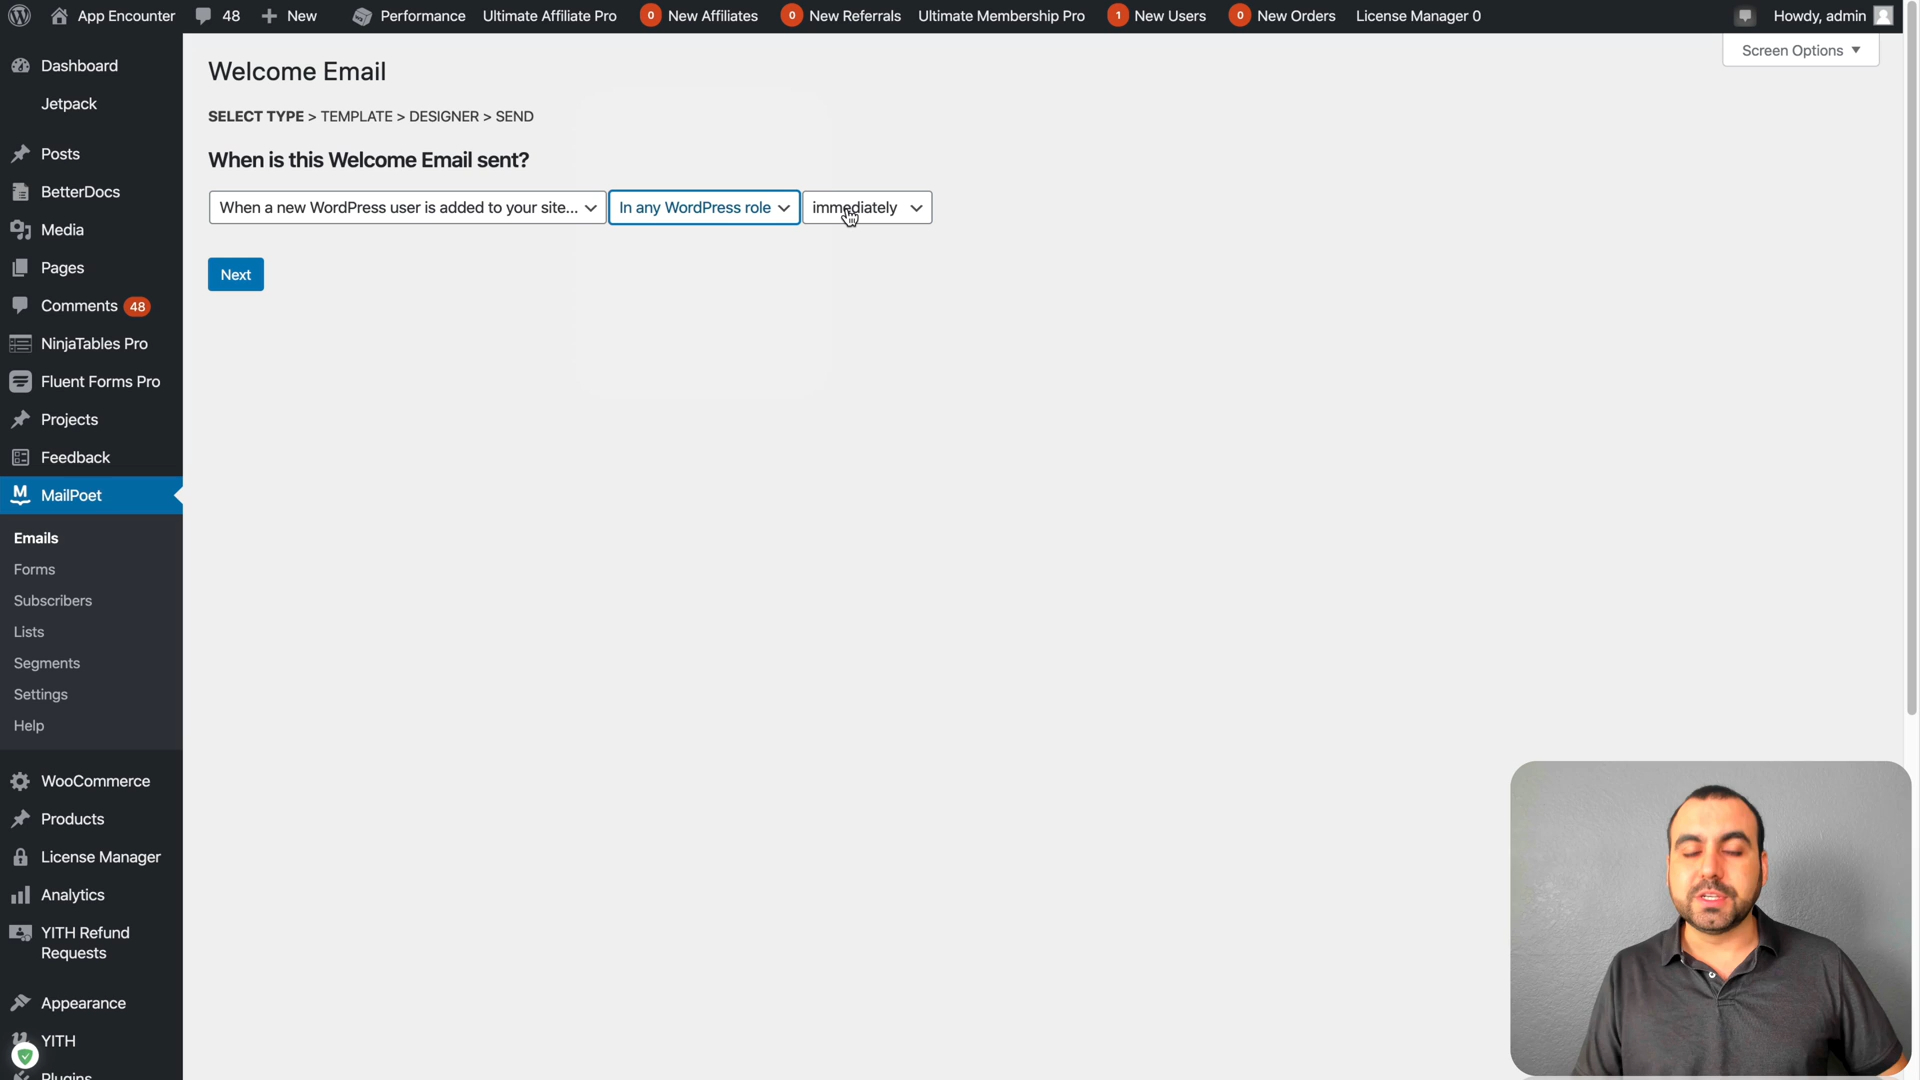 App Encounter 48 New Performance Ultimate Affiliate Pro 0 New Affiliates 0 New Referrals Ultimate Membership Pro 1 New Users 0 New Orders License Manager 0 Howdy, admin
Screen Options
Dashboard
Jetpack
Posts
BetterDocs
Media
Pages
Comments 48
NinjaTables Pro
Fluent Forms Pro
Projects
Feedback
M MailPoet
Emails
Forms
Subscribers
Lists
Segments
Settings
Help
WooCommerce
Products
License Manager
Analytics
YITH Refund
Requests
Appearance
YITH
Plugins
Welcome Email
SELECT TYPE > TEMPLATE > DESIGNER > SEND
When is this Welcome Email sent?
When a new WordPress user is added to your site... In any WordPress role immediately
Next